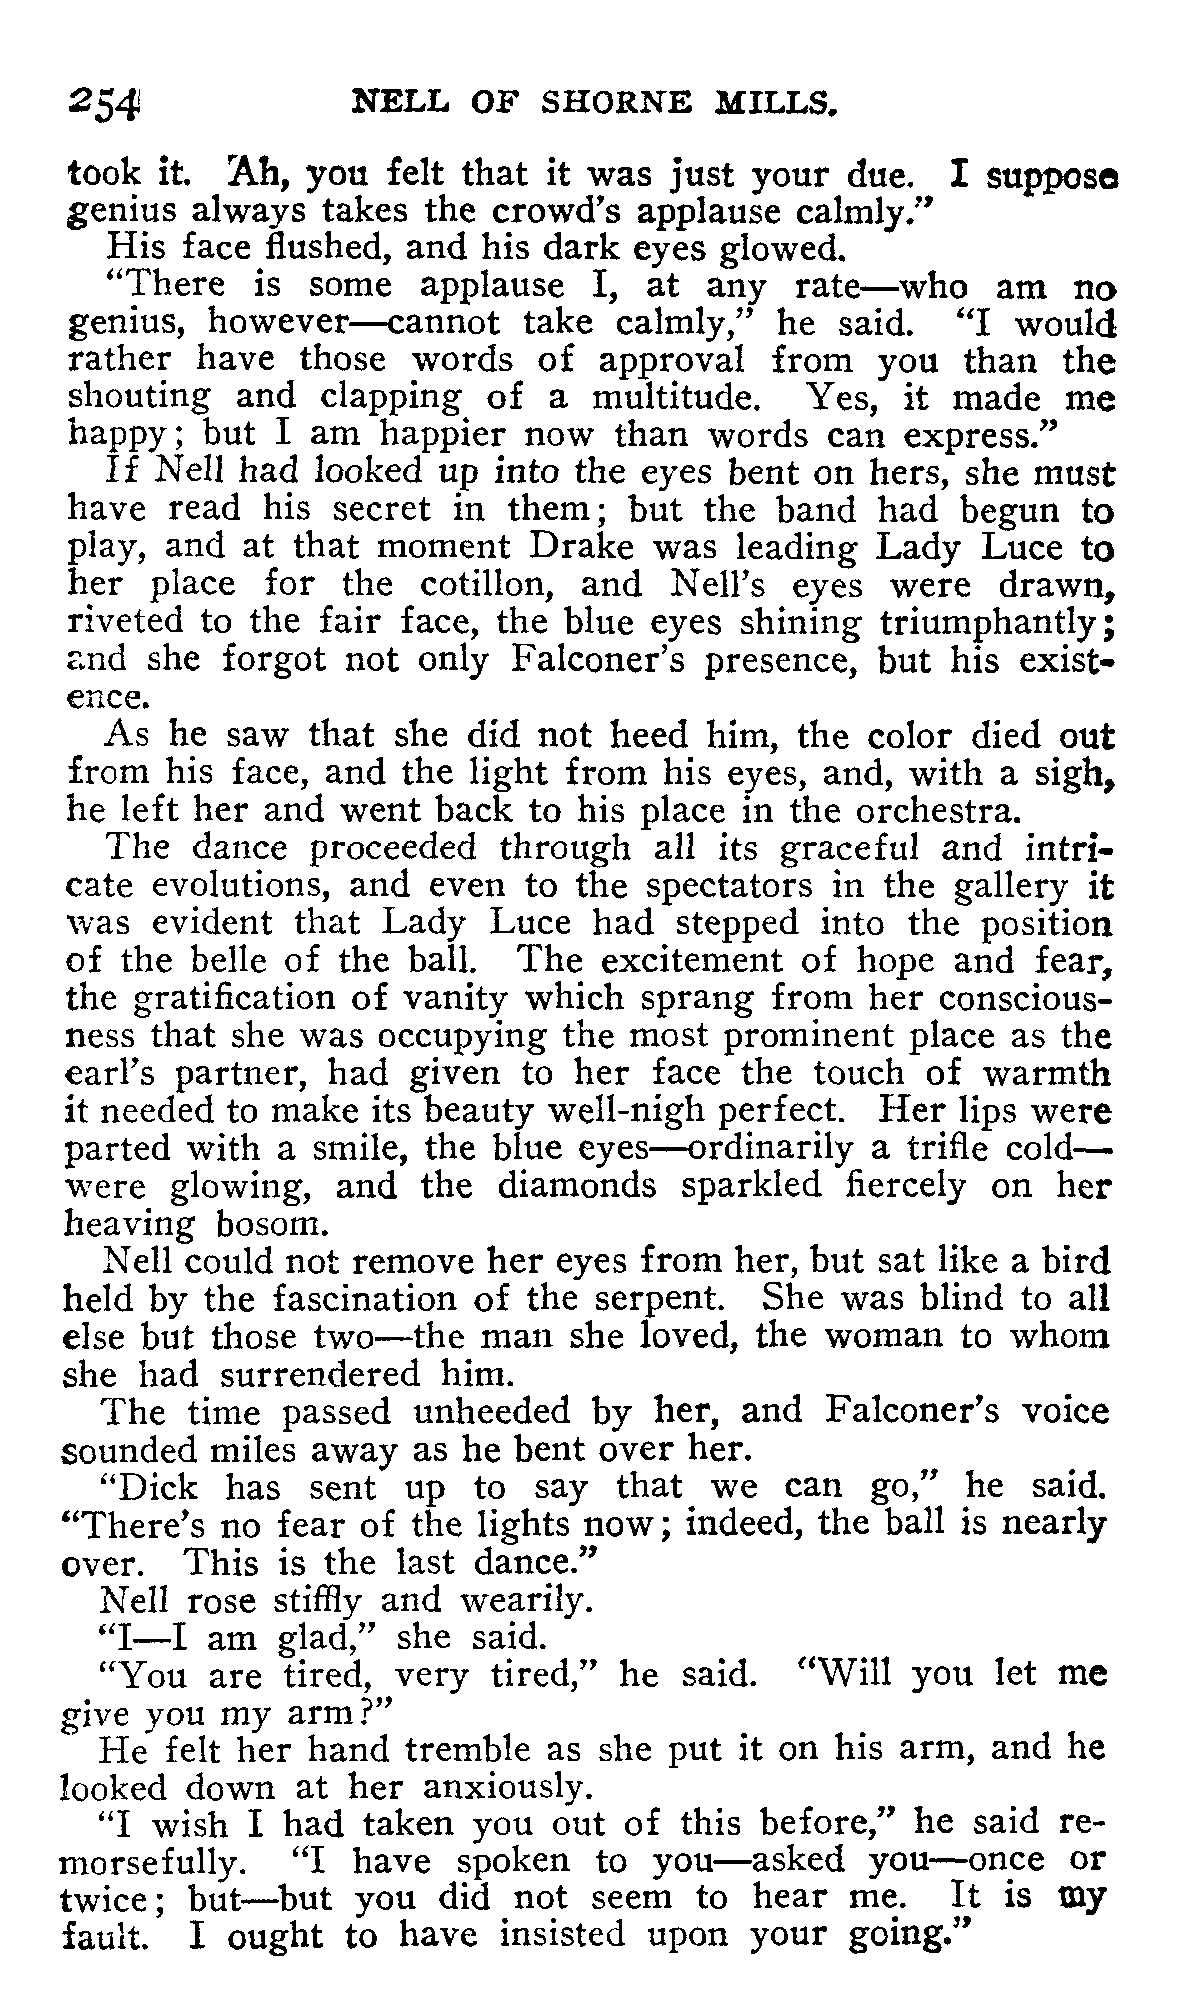 254 NELL OF SHORNE MILLS.
took it. Ah, you felt that it was just your due. I suppose
genius always takes the crowd's applause calmly."
His face flushed, and his dark eyes glowed.
"There is some applause I, at any rate—who am no
genius, however—cannot take calmly," he said. "I would
rather have those words of approval from you than the
shouting and clapping of a multitude. Yes, it made me
happy; but I am happier now than words can express."
If Nell had looked up into the eyes bent on hers, she must
have read his secret in them; but the band had begun to
play, and at that moment Drake was leading Lady Luce to
her place for the cotillon, and Nell's eyes were drawn,
riveted to the fair face, the blue eyes shining triumphantly;
and she forgot not only Falconer's presence, but his exist-
ence.
As he saw that she did not heed him, the color died out
from his face, and the light from his eyes, and, with a sigh,
he left her and went back to his place in the orchestra.
The dance proceeded through all its graceful and intri-
cate evolutions, and even to the spectators in the gallery it
was evident that Lady Luce had stepped into the position
of the belle of the ball. The excitement of hope and fear,
the gratification of vanity which sprang from her conscious-
ness that she was occupying the most prominent place as the
earl's partner, had given to her face the touch of warmth
it needed to make its beauty well-nigh perfect. Her lips were
parted with a smile, the blue eyes—ordinarily a trifle cold—
were glowing, and the diamonds sparkled fiercely on her
heaving bosom.
Nell could not remove her eyes from her, but sat like a bird
held by the fascination of the serpent. She was blind to all
else but those two—the man she loved, the woman to whom
she had surrendered him.
The time passed unheeded by her, and Falconer's voice
sounded miles away as he bent over her.
"Dick has sent up to say that we can go," he said.
"There's no fear of the lights now; indeed, the ball is nearly
over. This is the last dance."
Nell rose stiffly and wearily.
"I—I am glad," she said.
"You are tired, very tired," he said. "Will you let me
give you my arm?"
He felt her hand tremble as she put it on his arm, and he
looked down at her anxiously.
"I wish I had taken you out of this before," he said re-
morsefully. "I have spoken to you—asked you—once or
twice; but—but you did not seem to hear me. It is my
fault. I ought to have insisted upon your going."